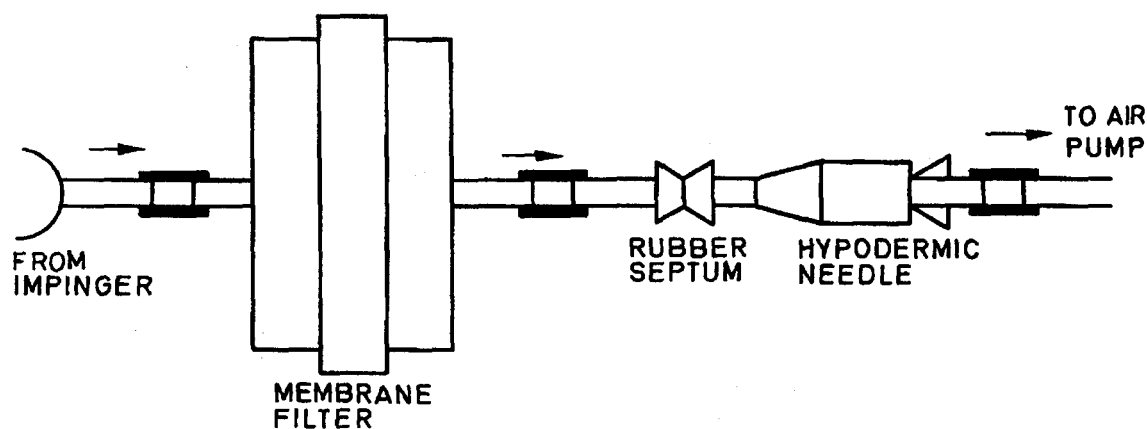 FROM
IMPINGER
MEMBRANE
FILTER
RUBBER
SEPTUM
HYPODERMIC
NEEDLE
TO AIR
PUMP